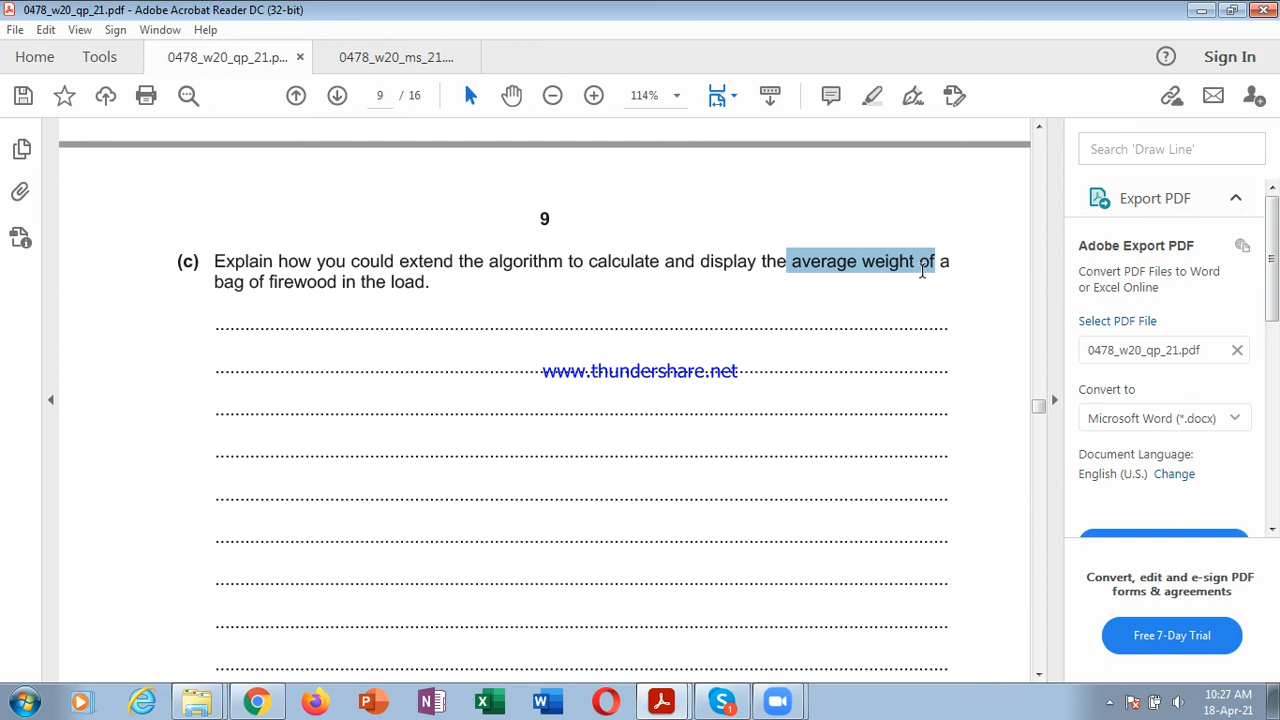 0478_w20_qp_21.pdf - Adobe Acrobat Reader DC (32-bit)
File Edit View Sign Window Help
Home Tools 0478_w20_qp_21.p... × 0478_w20_ms_21.... ? Sign In
9 / 16 114%
9
(c) Explain how you could extend the algorithm to calculate and display the average weight of a
bag of firewood in the load.
www.thundershare.net
Search 'Draw Line'
Export PDF
Adobe Export PDF
Convert PDF Files to Word
or Excel Online
Select PDF File
0478_w20_qp_21.pdf
Convert to
Microsoft Word (*.docx)
Document Language:
English (U.S.) Change
Convert, edit and e-sign PDF
forms & agreements
Free 7-Day Trial
10:27 AM
18-Apr-21